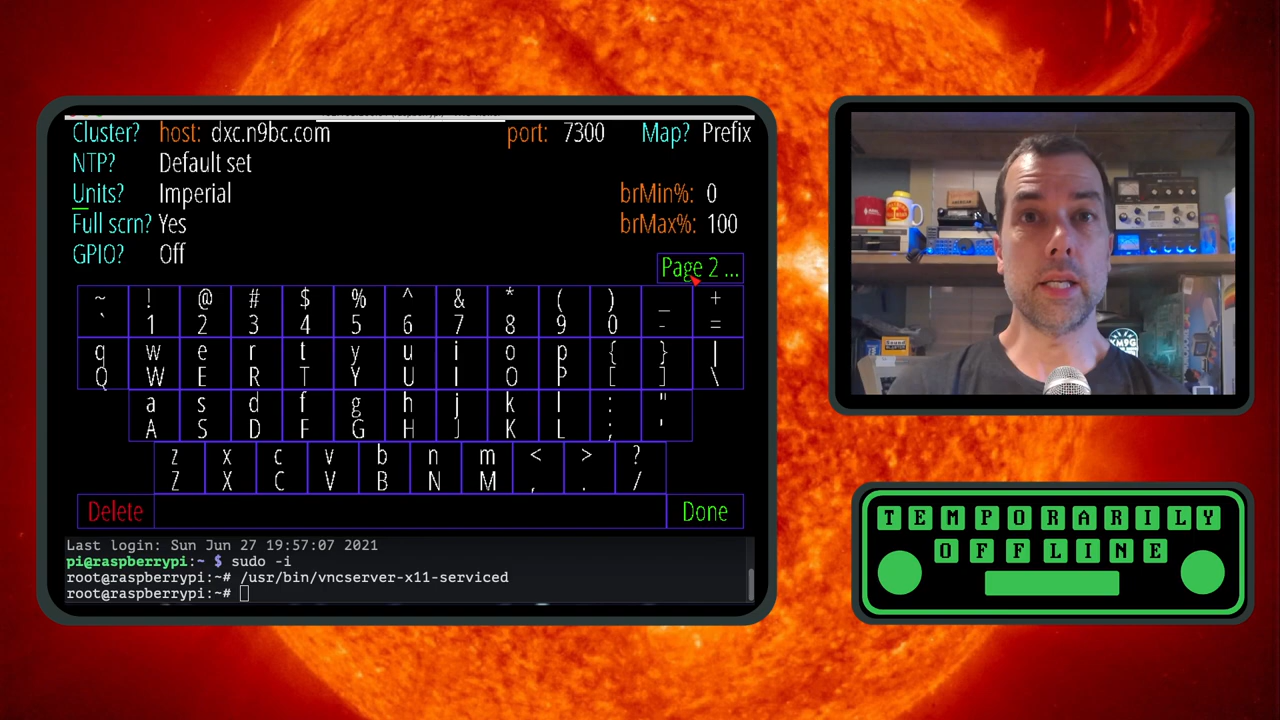 Cluster? host: dxc.n9bc.com port: 7300 Map? Prefix
NTP? Default set
Units? Imperial brMin%: 0
Full scrn? Yes brMax%: 100
GPIO? Off
Page 2 ...
~ ! @ # $ % ^ & * ( ) _ +
` 1 2 3 4 5 6 7 8 9 0 - =
q w e r t y u i o p { } |
Q W E R T Y U I O P [ ] \
a s d f g h j k l : "
A S D F G H J K L ; '
z x c v b n m < > ?
Z X C V B N M , . /
Delete Done
Last login: Sun Jun 27 19:57:07 2021
pi@raspberrypi:~ $ sudo -i
root@raspberrypi:~# /usr/bin/vncserver-x11-serviced
root@raspberrypi:~#
KM9G
TEMPORARILY
OFFLINE